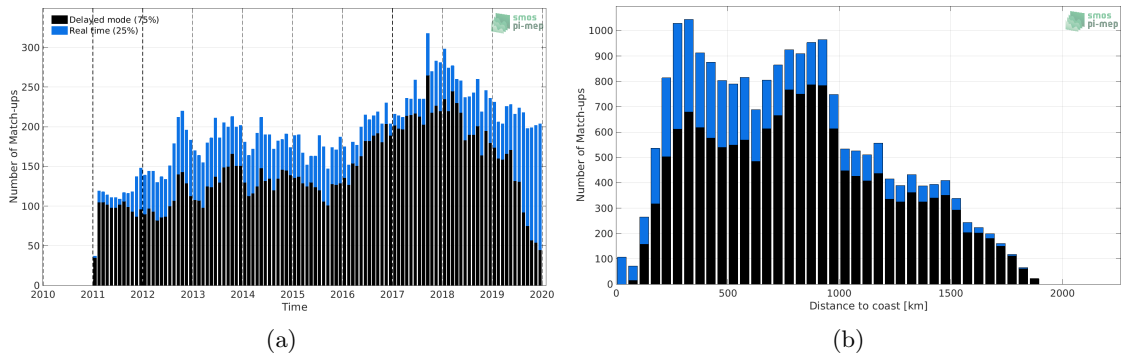 Delayed mode (75%)
Real time (25%)
smos
pi-mep
Number of Match-ups
300
250
200
150
100
50
0
2010 2011 2012 2013 2014 2015 2016 2017 2018 2019 2020
Time
(a)
smos
pi-mep
Number of Match-ups
1000
900
800
700
600
500
400
300
200
100
0
0 500 1000 1500 2000
Distance to coast [km]
(b)